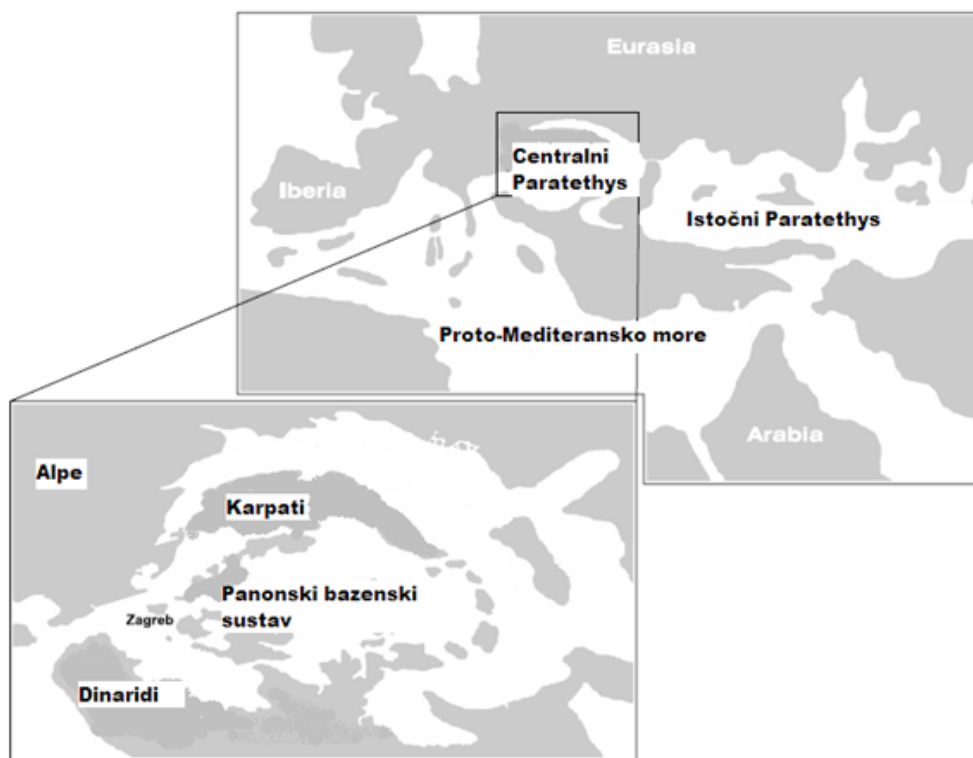 Eurasia
Centralni
Paratethys
Iberia
Istočni Paratethys
Proto-Mediteransko more
Arabia
Alpe
Karpati
Panonski bazenski
sustav
Zagreb
Dinaridi